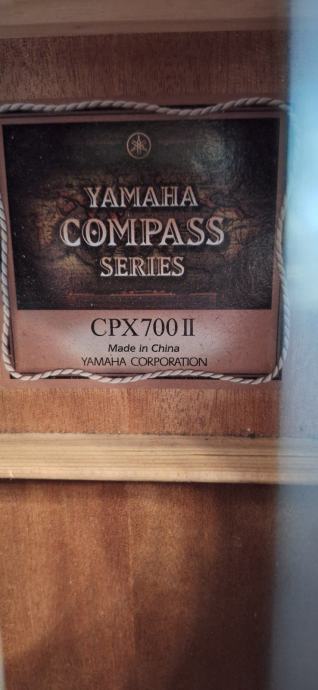 YAMAHA
COMPASS
SERIES
CPX700II
Made in China
YAMAHA CORPORATION